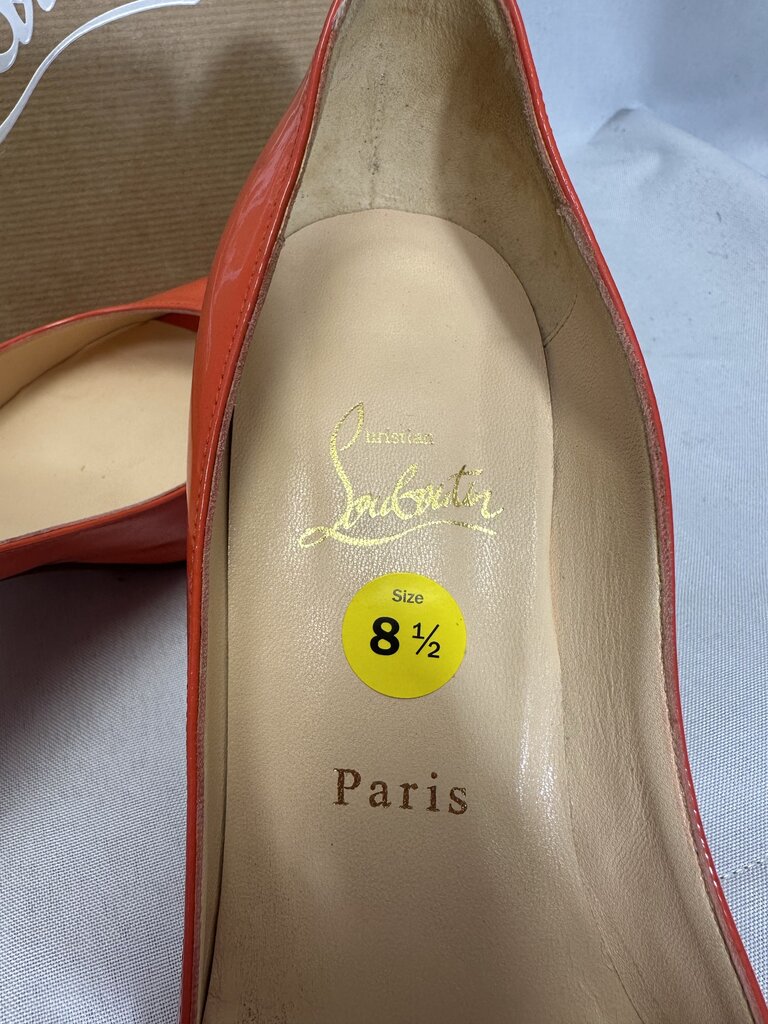 Christian
Louboutin
Size
8 ½
Paris